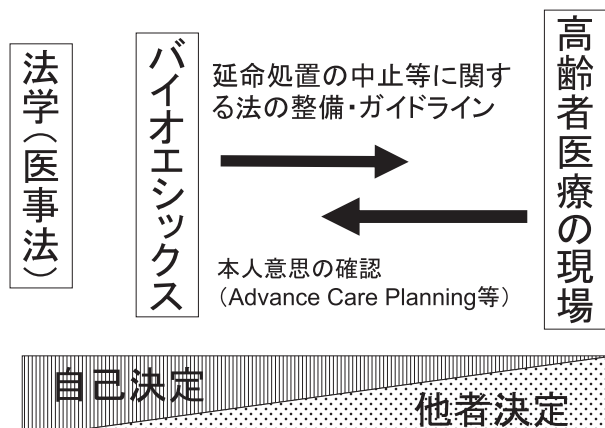 法学（医事法）
バイオエシックス
延命処置の中止等に関す
る法の整備・ガイドライン
本人意思の確認
（Advance Care Planning等）
高齢者医療の現場
自己決定
他者決定